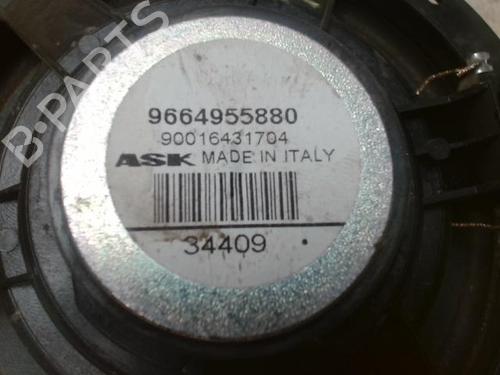 B-PARTS
9664955880
90016431704
ASK MADE IN ITALY
34409